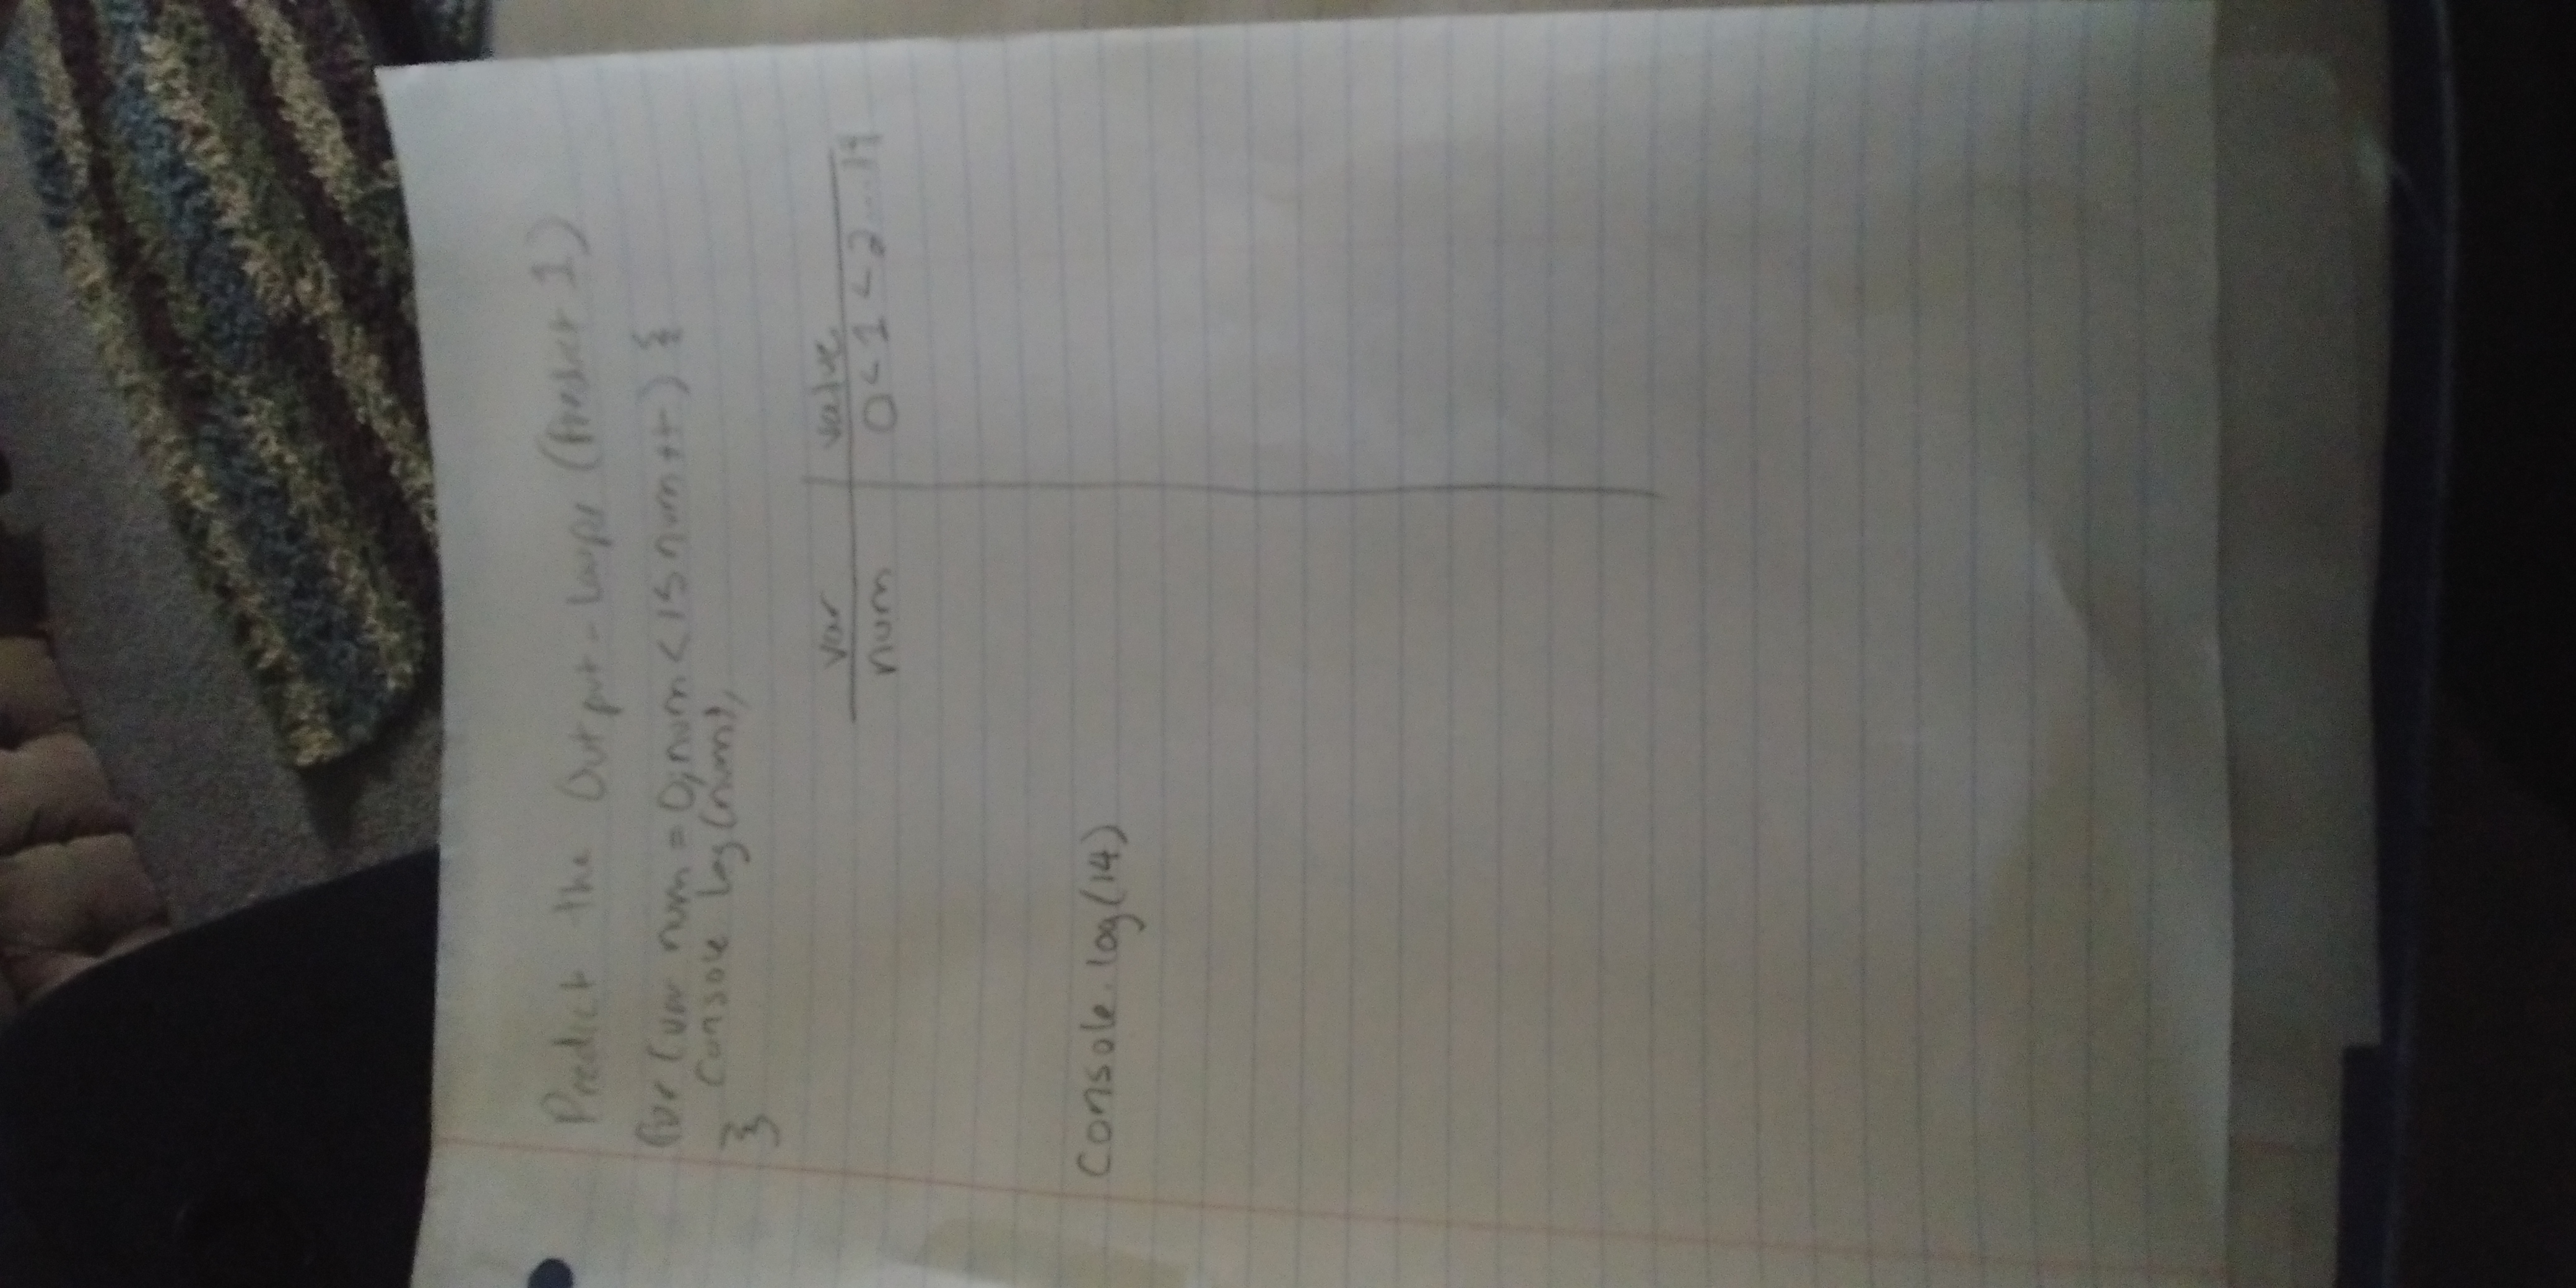 Predict the Output - Loops (Predict 1)
for (var num = 0; num < 15 num ++) {
Console log(num);
}
var value
num 0 < 1 < 2 ... 14
Console.log(14)